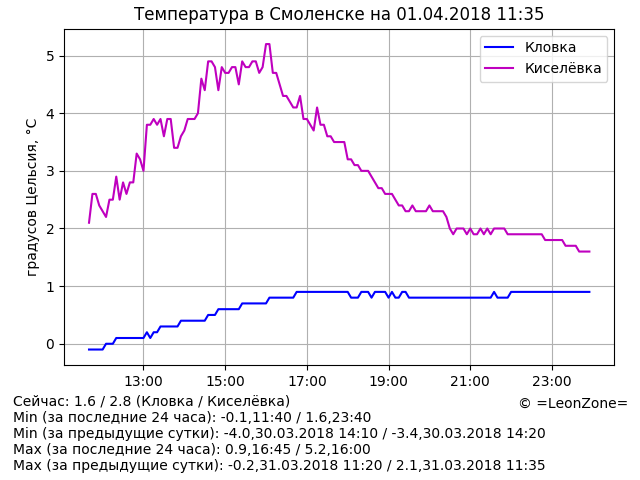 Температура в Смоленске на 01.04.2018 11:35
градусов Цельсия, °C
5
4
3
2
1
0
Кловка
Киселёвка
13:00 15:00 17:00 19:00 21:00 23:00
Сейчас: 1.6 / 2.8 (Кловка / Киселёвка)
© =LeonZone=
Min (за последние 24 часа): -0.1,11:40 / 1.6,23:40
Min (за предыдущие сутки): -4.0,30.03.2018 14:10 / -3.4,30.03.2018 14:20
Max (за последние 24 часа): 0.9,16:45 / 5.2,16:00
Max (за предыдущие сутки): -0.2,31.03.2018 11:20 / 2.1,31.03.2018 11:35